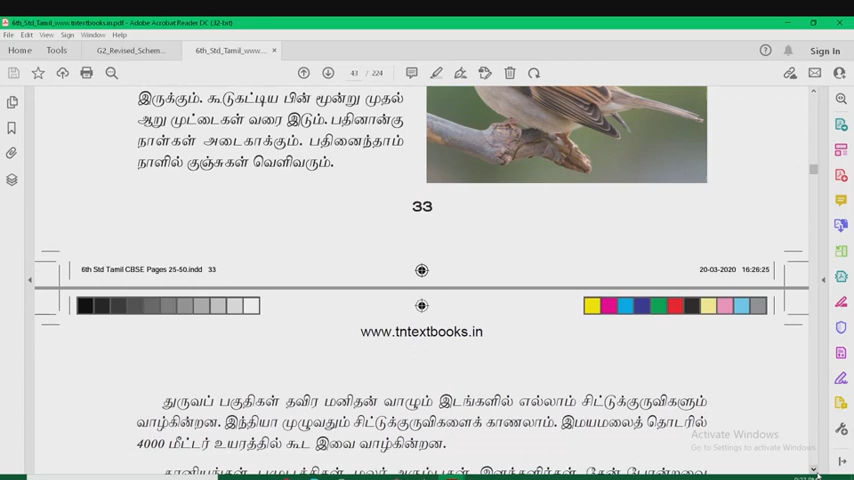 6th_Std_Tamil_www.tntextbooks.in.pdf - Adobe Acrobat Reader DC (32-bit)
File Edit View Sign Window Help
Home Tools G2_Revised_Schem... 6th_Std_Tamil_www... × Sign In
43 / 224
இருக்கும். கூடுகட்டிய பின் மூன்று முதல்
ஆறு முட்டைகள் வரை இடும். பதினான்கு
நாள்கள் அடைகாக்கும். பதினைந்தாம்
நாளில் குஞ்சுகள் வெளிவரும்.
33
6th Std Tamil CBSE Pages 25-50.indd 33 20-03-2020 16:26:25
www.tntextbooks.in
துருவப் பகுதிகள் தவிர மனிதன் வாழும் இடங்களில் எல்லாம் சிட்டுக்குருவிகளும்
வாழ்கின்றன. இந்தியா முழுவதும் சிட்டுக்குருவிகளைக் காணலாம். இமயமலைத் தொடரில்
4000 மீட்டர் உயரத்தில் கூட இவை வாழ்கின்றன.
Activate Windows
Go to Settings to activate Windows.